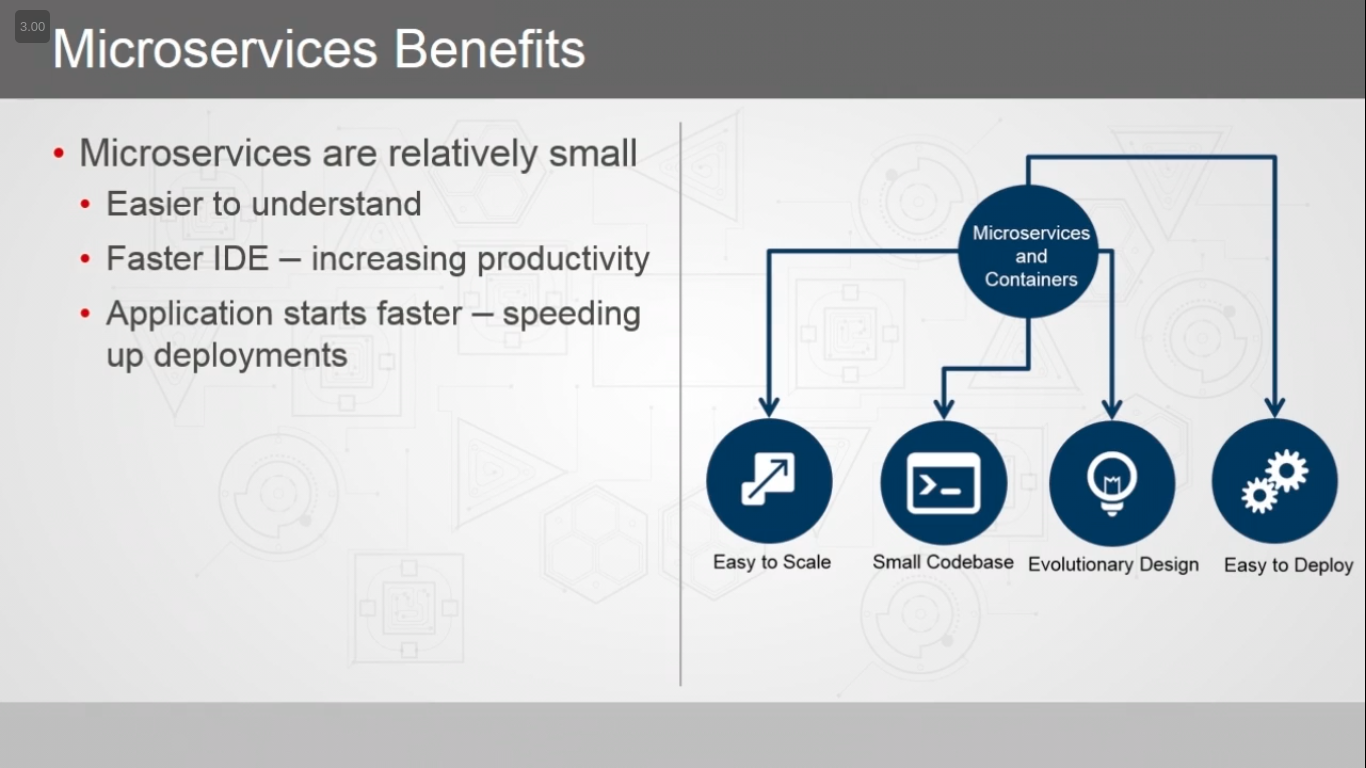 3.00
Microservices Benefits
• Microservices are relatively small
• Easier to understand
• Faster IDE – increasing productivity
• Application starts faster – speeding
up deployments
Microservices
and
Containers
Easy to Scale
Small Codebase
Evolutionary Design
Easy to Deploy